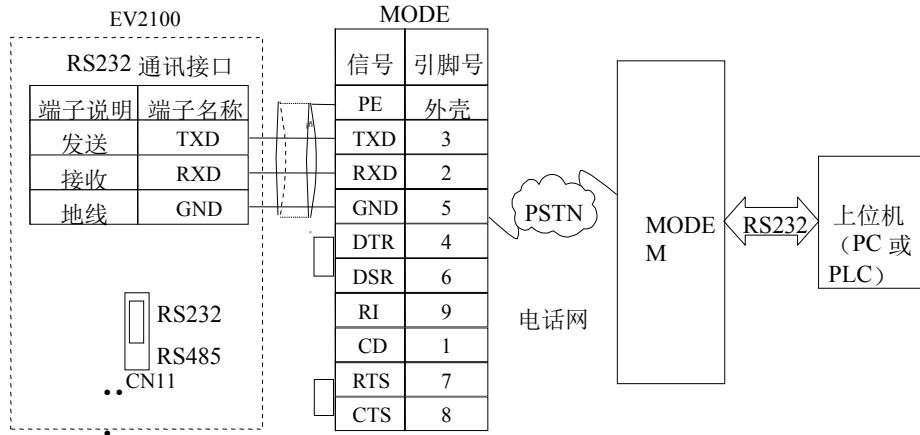 EV2100
MODE
RS232 通讯接口
端子说明 端子名称
发送 TXD
接收 RXD
地线 GND
RS232
RS485
CN11
信号 引脚号
PE 外壳
TXD 3
RXD 2
GND 5
DTR 4
DSR 6
RI 9
CD 1
RTS 7
CTS 8
PSTN
电话网
MODE
M
RS232
上位机
（PC 或
PLC）